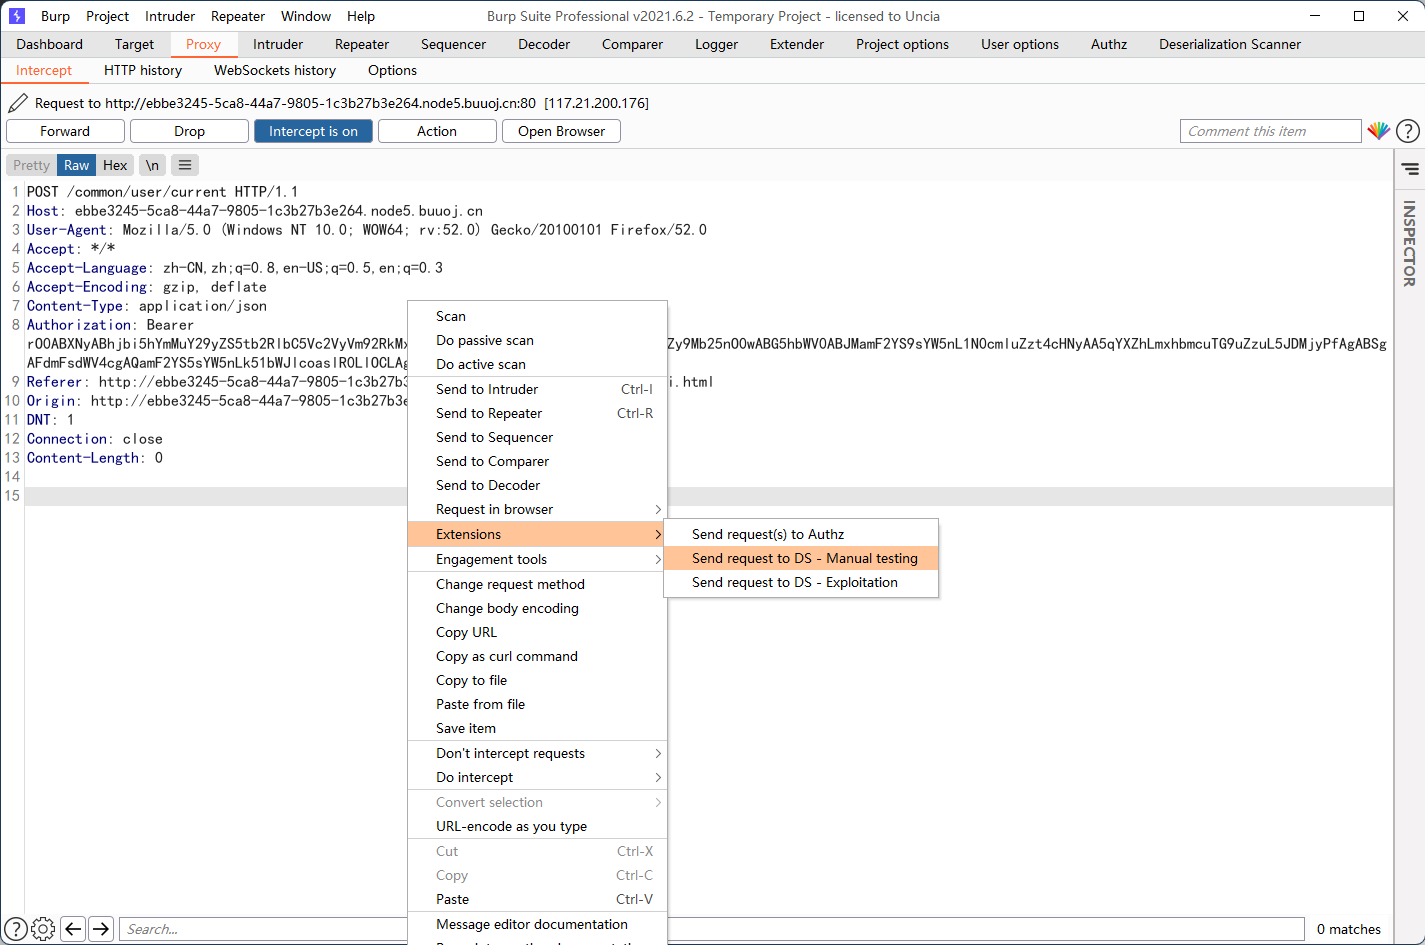 Burp Project Intruder Repeater Window Help
Burp Suite Professional v2021.6.2 - Temporary Project - licensed to Uncia
Dashboard Target Proxy Intruder Repeater Sequencer Decoder Comparer Logger Extender Project options User options Authz Deserialization Scanner
Intercept HTTP history WebSockets history Options
Request to http://ebbe3245-5ca8-44a7-9805-1c3b27b3e264.node5.buuoj.cn:80 [117.21.200.176]
Forward Drop Intercept is on Action Open Browser Comment this item
Pretty Raw Hex \n
INSPECTOR
1 POST /common/user/current HTTP/1.1
2 Host: ebbe3245-5ca8-44a7-9805-1c3b27b3e264.node5.buuoj.cn
3 User-Agent: Mozilla/5.0 (Windows NT 10.0; WOW64; rv:52.0) Gecko/20100101 Firefox/52.0
4 Accept: */*
5 Accept-Language: zh-CN,zh;q=0.8,en-US;q=0.5,en;q=0.3
6 Accept-Encoding: gzip, deflate
7 Content-Type: application/json
8 Authorization: Bearer
9 Referer: http://ebbe3245-5ca8-44a7-9805-1c3b27b3 i.html
10 Origin: http://ebbe3245-5ca8-44a7-9805-1c3b27b3e
11 DNT: 1
12 Connection: close
13 Content-Length: 0
14
15
Scan
Do passive scan
Do active scan
Send to Intruder Ctrl-I
Send to Repeater Ctrl-R
Send to Sequencer
Send to Comparer
Send to Decoder
Request in browser
Extensions
Send request(s) to Authz
Send request to DS - Manual testing
Send request to DS - Exploitation
Engagement tools
Change request method
Change body encoding
Copy URL
Copy as curl command
Copy to file
Paste from file
Save item
Don't intercept requests
Do intercept
Convert selection
URL-encode as you type
Cut Ctrl-X
Copy Ctrl-C
Paste Ctrl-V
Message editor documentation
Search... 0 matches